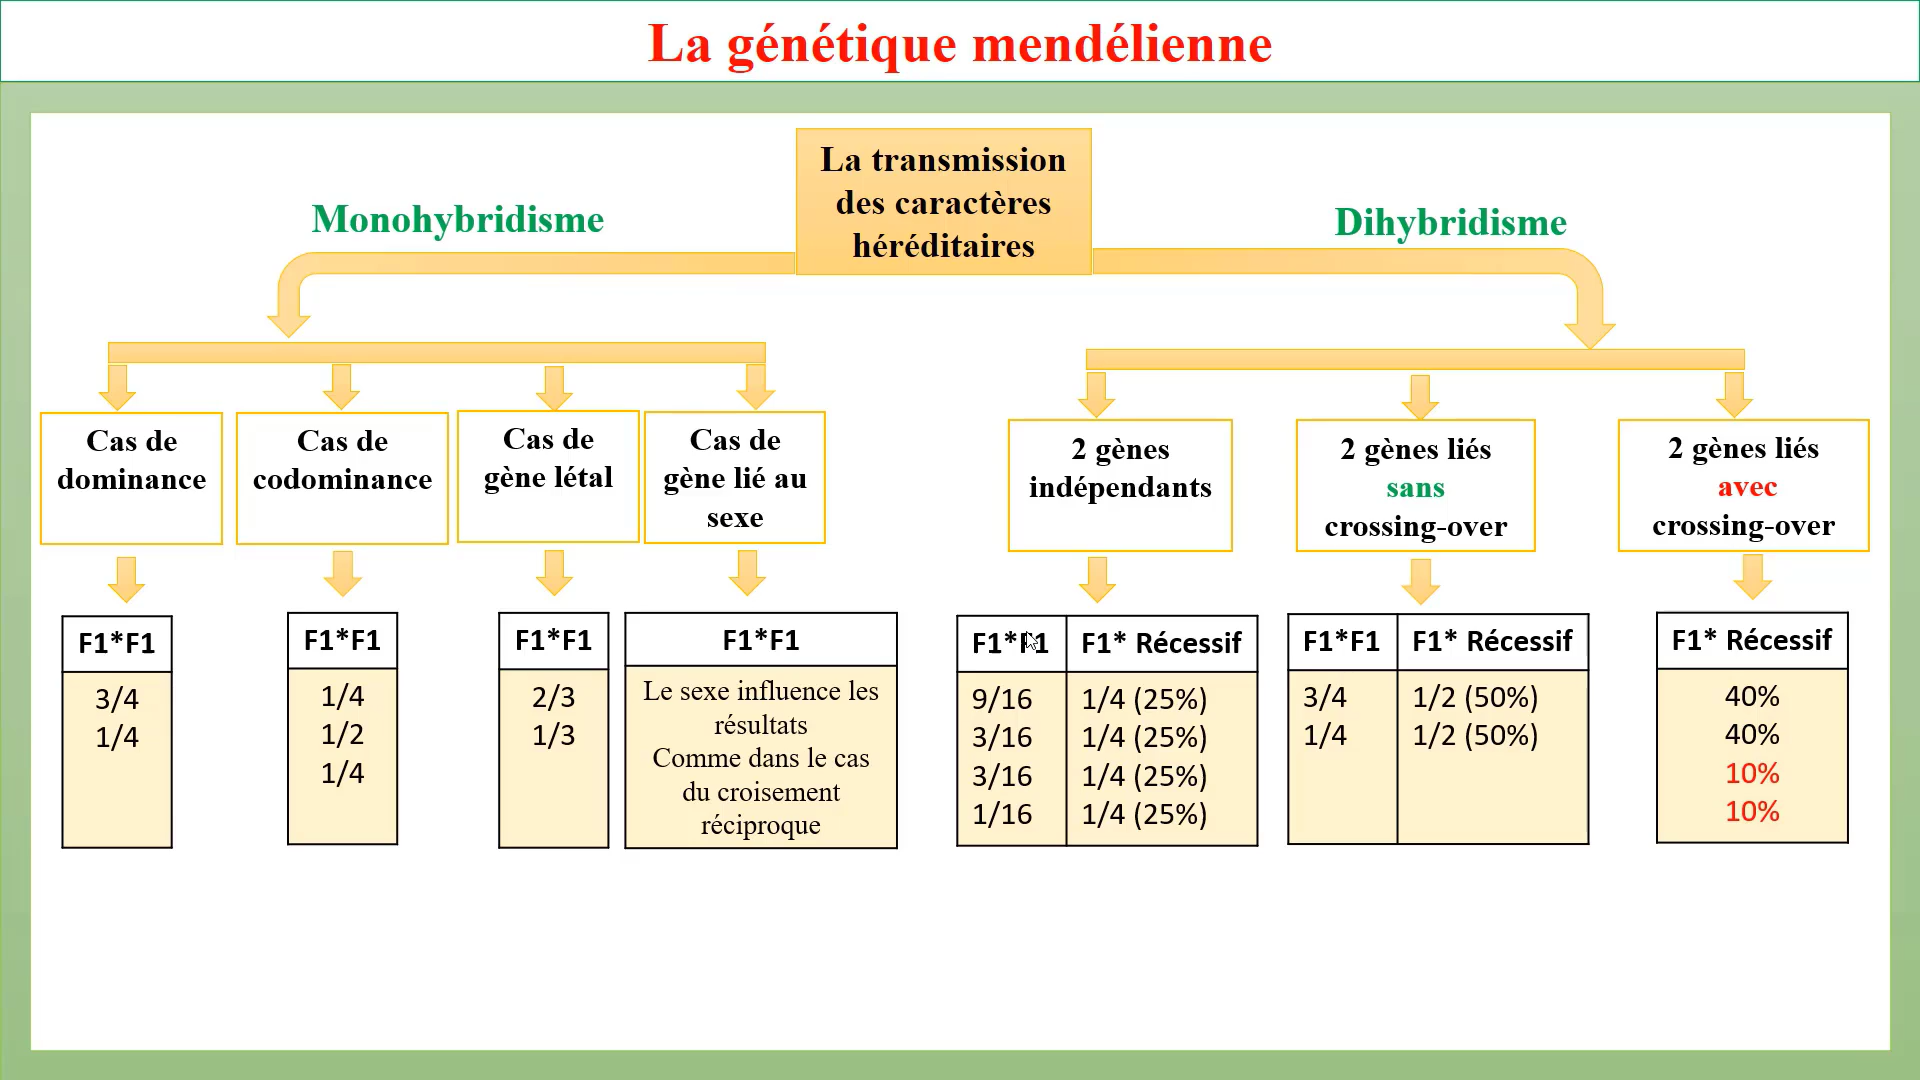 La génétique mendélienne
La transmission
des caractères
héréditaires
Monohybridisme
Dihybridisme
Cas de
dominance
Cas de
codominance
Cas de
gène létal
Cas de
gène lié au
sexe
2 gènes
indépendants
2 gènes liés
sans
crossing-over
2 gènes liés
avec
crossing-over
F1*F1
3/4
1/4
F1*F1
1/4
1/2
1/4
F1*F1
2/3
1/3
F1*F1
Le sexe influence les
résultats
Comme dans le cas
du croisement
réciproque
F1*F1 F1* Récessif
9/16 1/4 (25%)
3/16 1/4 (25%)
3/16 1/4 (25%)
1/16 1/4 (25%)
F1*F1 F1* Récessif
3/4 1/2 (50%)
1/4 1/2 (50%)
F1* Récessif
40%
40%
10%
10%